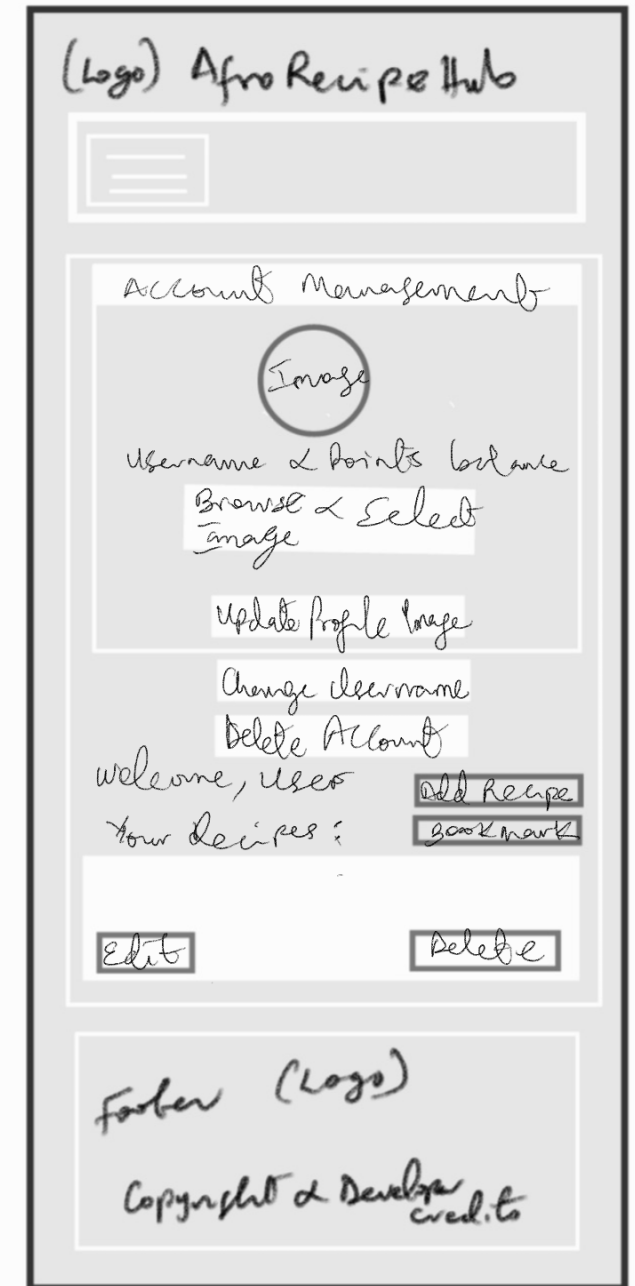 (Logo) AfroRecipeHub
Account Management
Image
Username & Points balance
Browse & Select
Image
Update Profile Image
Change Username
Delete Account
Welcome, User
Add Recipe
Your Recipes:
Bookmark
Edit
Delete
Footer (Logo)
Copyright & Developer
credits